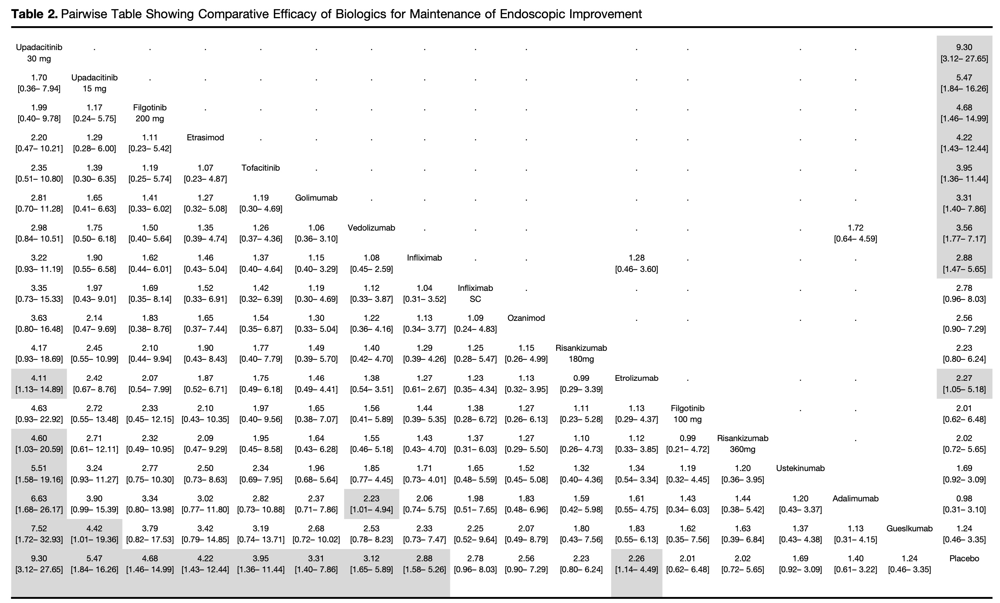 Table 2. Pairwise Table Showing Comparative Efficacy of Biologics for Maintenance of Endoscopic Improvement
Upadacitinib . . . . . . . . . . . . . 9.30
30 mg [3.12– 27.65]
1.70 Upadacitinib . . . . . . . . . . . . 5.47
[0.36– 7.94] 15 mg [1.84– 16.26]
1.99 1.17 Filgotinib . . . . . . . . . . . 4.68
[0.40– 9.78] [0.24– 5.75] 200 mg [1.46– 14.99]
2.20 1.29 1.11 Etrasimod . . . . . . . . . . 4.22
[0.47– 10.21] [0.28– 6.00] [0.23– 5.42] [1.43– 12.44]
2.35 1.39 1.19 1.07 Tofacitinib . . . . . . . . . 3.95
[0.51– 10.80] [0.30– 6.35] [0.25– 5.74] [0.23– 4.87] [1.36– 11.44]
2.81 1.65 1.41 1.27 1.19 Golimumab . . . . . . . . 3.31
[0.70– 11.28] [0.41– 6.63] [0.33– 6.02] [0.32– 5.08] [0.30– 4.69] [1.40– 7.86]
2.98 1.75 1.50 1.35 1.26 1.06 Vedolizumab . . . . . . 1.72 3.56
[0.84– 10.51] [0.50– 6.18] [0.40– 5.64] [0.39– 4.74] [0.37– 4.36] [0.36– 3.10] [0.64– 4.59] [1.77– 7.17]
3.22 1.90 1.62 1.46 1.37 1.15 1.08 Infliximab . . 1.28 . . . 2.88
[0.93– 11.19] [0.55– 6.58] [0.44– 6.01] [0.43– 5.04] [0.40– 4.64] [0.40– 3.29] [0.45– 2.59] [0.46– 3.60] [1.47– 5.65]
3.35 1.97 1.69 1.52 1.42 1.19 1.12 1.04 Infliximab . . . . . 2.78
[0.73– 15.33] [0.43– 9.01] [0.35– 8.14] [0.33– 6.91] [0.32– 6.39] [0.30– 4.69] [0.33– 3.87] [0.31– 3.52] SC [0.96– 8.03]
3.63 2.14 1.83 1.65 1.54 1.30 1.22 1.13 1.09 Ozanimod . . . . 2.56
[0.80– 16.48] [0.47– 9.69] [0.38– 8.76] [0.37– 7.44] [0.35– 6.87] [0.33– 5.04] [0.36– 4.16] [0.34– 3.77] [0.24– 4.83] [0.90– 7.29]
4.17 2.45 2.10 1.90 1.77 1.49 1.40 1.29 1.25 1.15 Risankizumab 2.23
[0.93– 18.69] [0.55– 10.99] [0.44– 9.94] [0.43– 8.43] [0.40– 7.79] [0.39– 5.70] [0.42– 4.70] [0.39– 4.26] [0.28– 5.47] [0.26– 4.99] 180mg [0.80– 6.24]
4.11 2.42 2.07 1.87 1.75 1.46 1.38 1.27 1.23 1.13 0.99 Etrolizumab . . . 2.27
[1.13– 14.89] [0.67– 8.76] [0.54– 7.99] [0.52– 6.71] [0.49– 6.18] [0.49– 4.41] [0.54– 3.51] [0.61– 2.67] [0.35– 4.34] [0.32– 3.95] [0.29– 3.39] [1.05– 5.18]
4.63 2.72 2.33 2.10 1.97 1.65 1.56 1.44 1.38 1.27 1.11 1.13 Filgotinib . . 2.01
[0.93– 22.92] [0.55– 13.48] [0.45– 12.15] [0.43– 10.35] [0.40– 9.56] [0.38– 7.07] [0.41– 5.89] [0.39– 5.35] [0.28– 6.72] [0.26– 6.13] [0.23– 5.28] [0.29– 4.37] 100 mg [0.62– 6.48]
4.60 2.71 2.32 2.09 1.95 1.64 1.55 1.43 1.37 1.27 1.10 1.12 0.99 Risankizumab . 2.02
[1.03– 20.59] [0.61– 12.11] [0.49– 10.95] [0.47– 9.29] [0.45– 8.58] [0.43– 6.28] [0.46– 5.18] [0.43– 4.70] [0.31– 6.03] [0.29– 5.50] [0.26– 4.73] [0.33– 3.85] [0.21– 4.72] 360mg [0.72– 5.65]
5.51 3.24 2.77 2.50 2.34 1.96 1.85 1.71 1.65 1.52 1.32 1.34 1.19 1.20 Ustekinumab 1.69
[1.58– 19.16] [0.93– 11.27] [0.75– 10.30] [0.73– 8.63] [0.69– 7.95] [0.68– 5.64] [0.77– 4.45] [0.73– 4.01] [0.48– 5.59] [0.45– 5.08] [0.40– 4.36] [0.54– 3.34] [0.32– 4.45] [0.36– 3.95] [0.92– 3.09]
6.63 3.90 3.34 3.02 2.82 2.37 2.23 2.06 1.98 1.83 1.59 1.61 1.43 1.44 1.20 Adalimumab 0.98
[1.68– 26.17] [0.99– 15.39] [0.80– 13.98] [0.77– 11.80] [0.73– 10.88] [0.71– 7.86] [1.01– 4.94] [0.74– 5.75] [0.51– 7.65] [0.48– 6.96] [0.42– 5.98] [0.55– 4.75] [0.34– 6.03] [0.38– 5.42] [0.43– 3.37] [0.31– 3.10]
7.52 4.42 3.79 3.42 3.19 2.68 2.53 2.33 2.25 2.07 1.80 1.83 1.62 1.63 1.37 1.13 Gueslkumab 1.24
[1.72– 32.93] [1.01– 19.36] [0.82– 17.53] [0.79– 14.85] [0.74– 13.71] [0.72– 10.02] [0.78– 8.23] [0.73– 7.47] [0.52– 9.64] [0.49– 8.79] [0.43– 7.56] [0.55– 6.13] [0.35– 7.56] [0.39– 6.84] [0.43– 4.38] [0.31– 4.15] [0.46– 3.35]
9.30 5.47 4.68 4.22 3.95 3.31 3.12 2.88 2.78 2.56 2.23 2.26 2.01 2.02 1.69 1.40 1.24 Placebo
[3.12– 27.65] [1.84– 16.26] [1.46– 14.99] [1.43– 12.44] [1.36– 11.44] [1.40– 7.86] [1.65– 5.89] [1.58– 5.26] [0.96– 8.03] [0.90– 7.29] [0.80– 6.24] [1.14– 4.49] [0.62– 6.48] [0.72– 5.65] [0.92– 3.09] [0.61– 3.22] [0.46– 3.35]